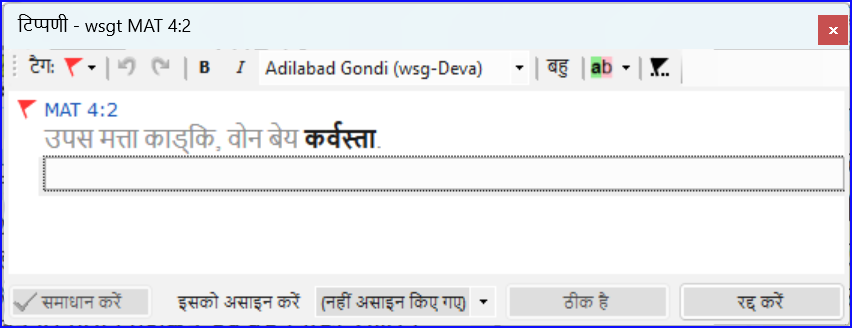 टिप्पणी - wsgt MAT 4:2
टैग: B I Adilabad Gondi (wsg-Deva) बहु ab
MAT 4:2
उपस मत्ता काड्कि, वोन बेय कर्वस्ता.
समाधान करें इसको असाइन करें (नहीं असाइन किए गए) ठीक है रद्द करें